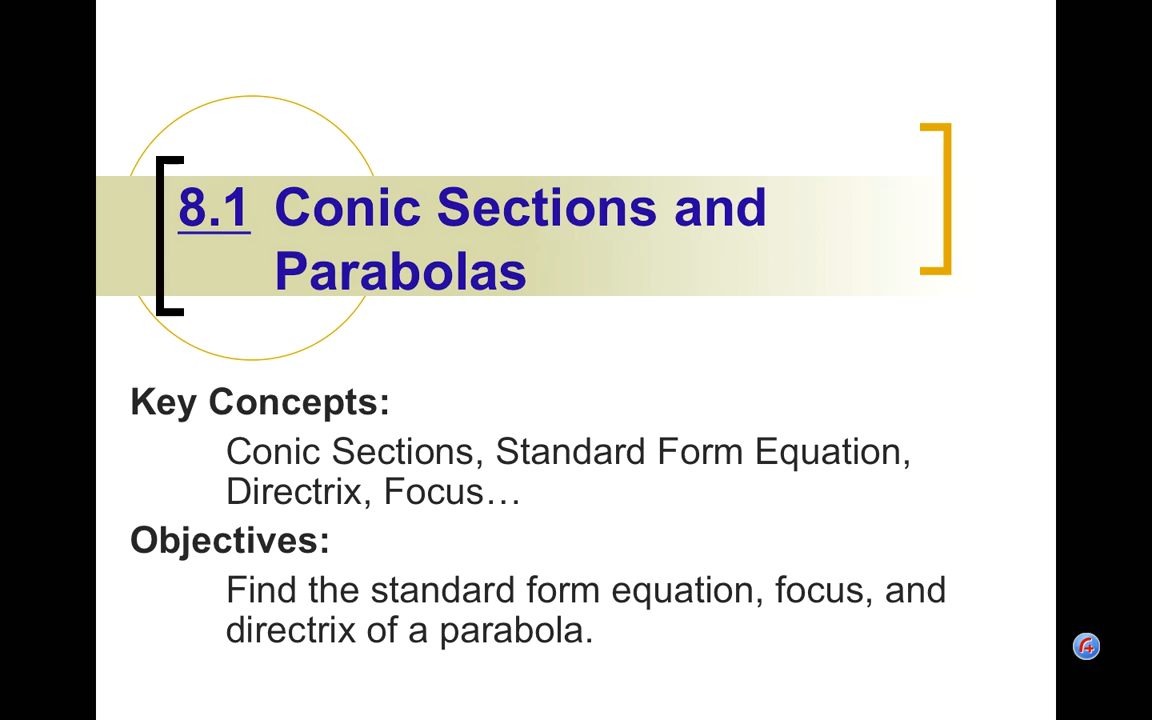 8.1 Conic Sections and
Parabolas
Key Concepts:
Conic Sections, Standard Form Equation,
Directrix, Focus…
Objectives:
Find the standard form equation, focus, and
directrix of a parabola.